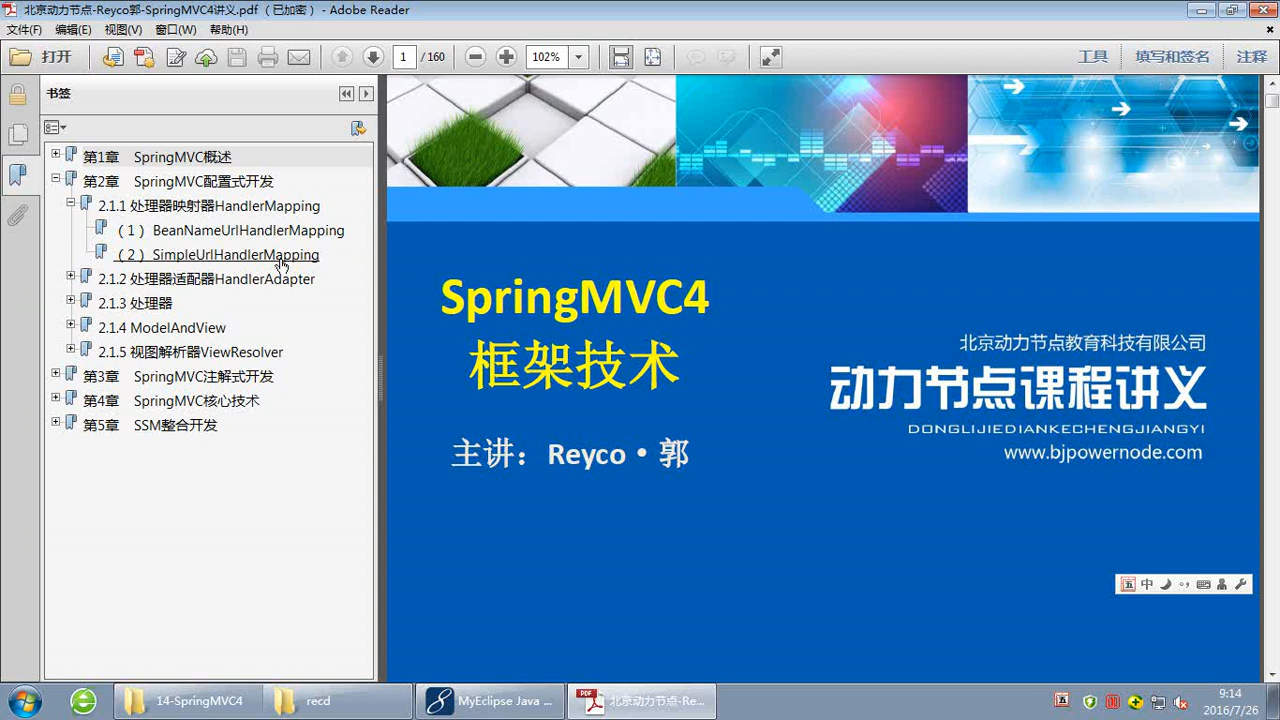 北京动力节点-Reyco郭-SpringMVC4讲义.pdf （已加密） - Adobe Reader
文件(F) 编辑(E) 视图(V) 窗口(W) 帮助(H)
打开 1 / 160 102% 工具 填写和签名 注释
书签
第1章 SpringMVC概述
第2章 SpringMVC配置式开发
2.1.1 处理器映射器HandlerMapping
（1）BeanNameUrlHandlerMapping
（2）SimpleUrlHandlerMapping
2.1.2 处理器适配器HandlerAdapter
2.1.3 处理器
2.1.4 ModelAndView
2.1.5 视图解析器ViewResolver
第3章 SpringMVC注解式开发
第4章 SpringMVC核心技术
第5章 SSM整合开发
SpringMVC4
框架技术
主讲：Reyco·郭
北京动力节点教育科技有限公司
动力节点课程讲义
DONGLIJIEDIANKECHENGJIANGYI
www.bjpowernode.com
五 中
14-SpringMVC4 recd MyEclipse Java ... 北京动力节点-Re... 9:14
2016/7/26